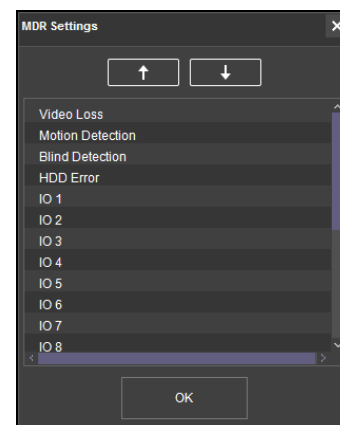 MDR Settings
Video Loss
Motion Detection
Blind Detection
HDD Error
IO 1
IO 2
IO 3
IO 4
IO 5
IO 6
IO 7
IO 8
OK